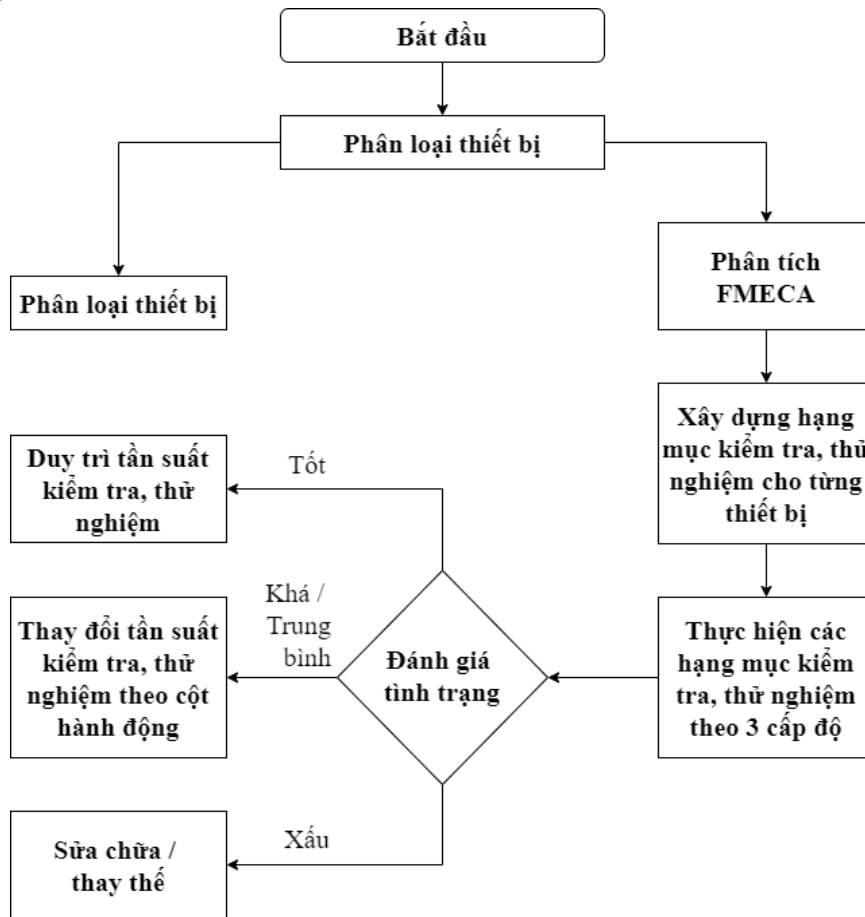 Bắt đầu
Phân loại thiết bị
Phân loại thiết bị
Phân tích
FMECA
Xây dựng hạng
mục kiểm tra, thử
nghiệm cho từng
thiết bị
Duy trì tần suất
kiểm tra, thử
nghiệm
Tốt
Thay đổi tần suất
kiểm tra, thử
nghiệm theo cột
hành động
Khá /
Trung
bình
Đánh giá
tình trạng
Thực hiện các
hạng mục kiểm
tra, thử nghiệm
theo 3 cấp độ
Sửa chữa /
thay thế
Xấu